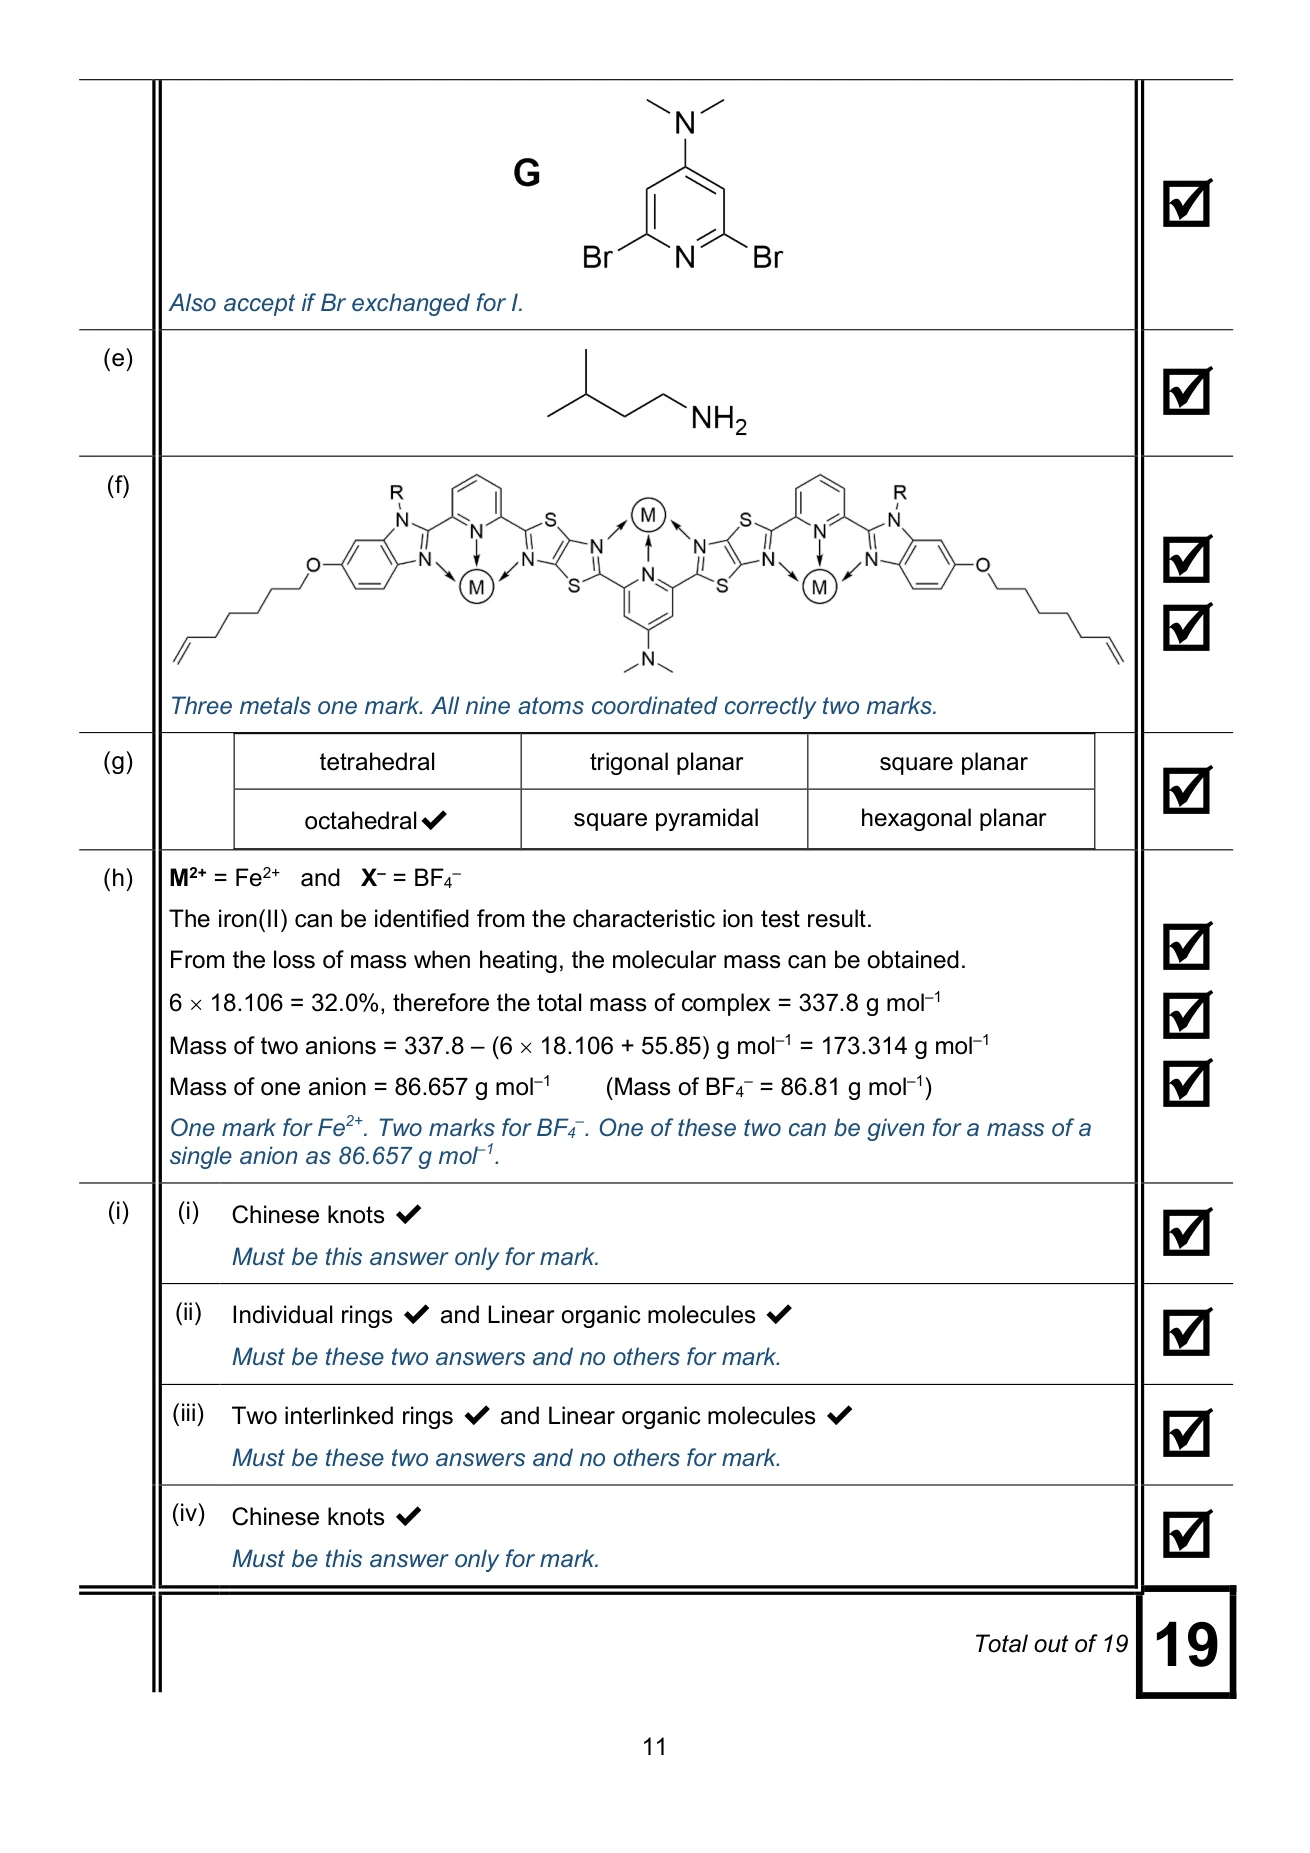 N
G
Br N Br
Also accept if Br exchanged for I.
(e)
NH₂
(f)
R R
N N S S N N
N N N N N N N
O S S O
M M M
N
Three metals one mark. All nine atoms coordinated correctly two marks.
(g)
tetrahedral trigonal planar square planar
octahedral ✔ square pyramidal hexagonal planar
(h) M²⁺ = Fe²⁺ and X⁻ = BF₄⁻
The iron(II) can be identified from the characteristic ion test result.
From the loss of mass when heating, the molecular mass can be obtained.
6 × 18.106 = 32.0%, therefore the total mass of complex = 337.8 g mol⁻¹
Mass of two anions = 337.8 – (6 × 18.106 + 55.85) g mol⁻¹ = 173.314 g mol⁻¹
Mass of one anion = 86.657 g mol⁻¹ (Mass of BF₄⁻ = 86.81 g mol⁻¹)
One mark for Fe²⁺. Two marks for BF₄⁻. One of these two can be given for a mass of a
single anion as 86.657 g mol⁻¹.
(i) (i) Chinese knots ✔
Must be this answer only for mark.
(ii) Individual rings ✔ and Linear organic molecules ✔
Must be these two answers and no others for mark.
(iii) Two interlinked rings ✔ and Linear organic molecules ✔
Must be these two answers and no others for mark.
(iv) Chinese knots ✔
Must be this answer only for mark.
Total out of 19 19
11